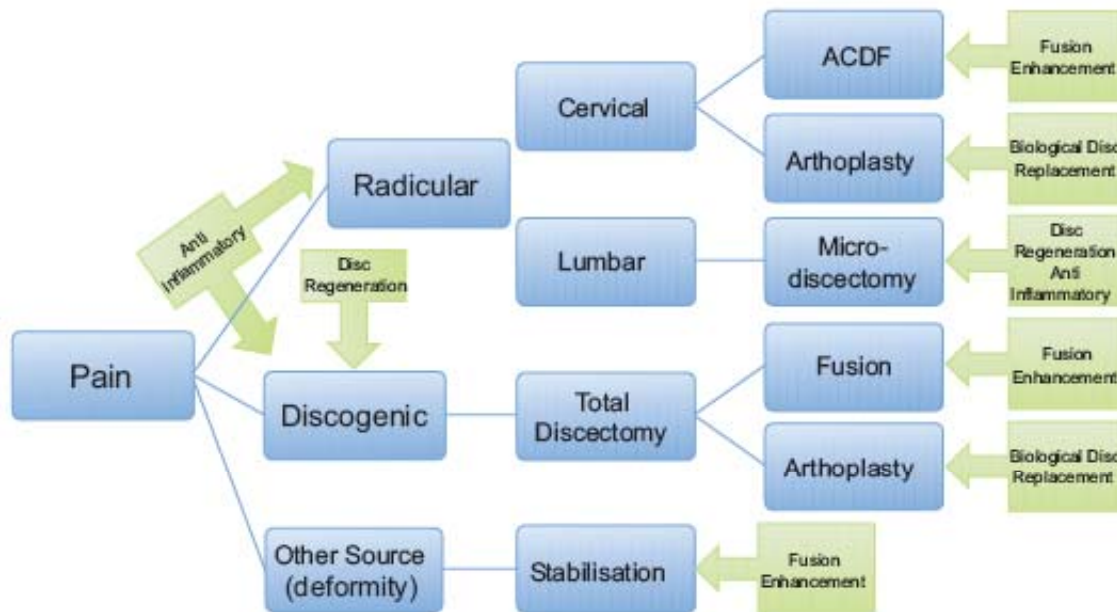 ACDF
Fusion
Enhancement
Cervical
Arthoplasty
Biological Disc
Replacement
Radicular
Anti
Inflammatory
Disc
Regeneration
Lumbar
Micro-
discectomy
Disc
Regeneration
Anti
Inflammatory
Pain
Discogenic
Total
Discectomy
Fusion
Fusion
Enhancement
Arthoplasty
Biological Disc
Replacement
Other Source
(deformity)
Stabilisation
Fusion
Enhancement